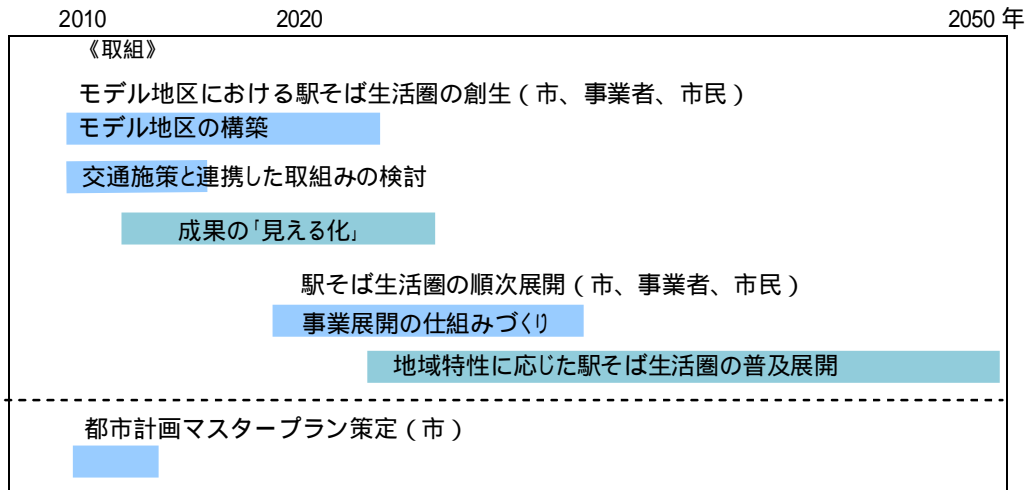 2010 2020 2050 年
《取組》
モデル地区における駅そば生活圏の創生（市、事業者、市民）
モデル地区の構築
交通施策と連携した取組みの検討
成果の「見える化」
駅そば生活圏の順次展開（市、事業者、市民）
事業展開の仕組みづくり
地域特性に応じた駅そば生活圏の普及展開
都市計画マスタープラン策定（市）